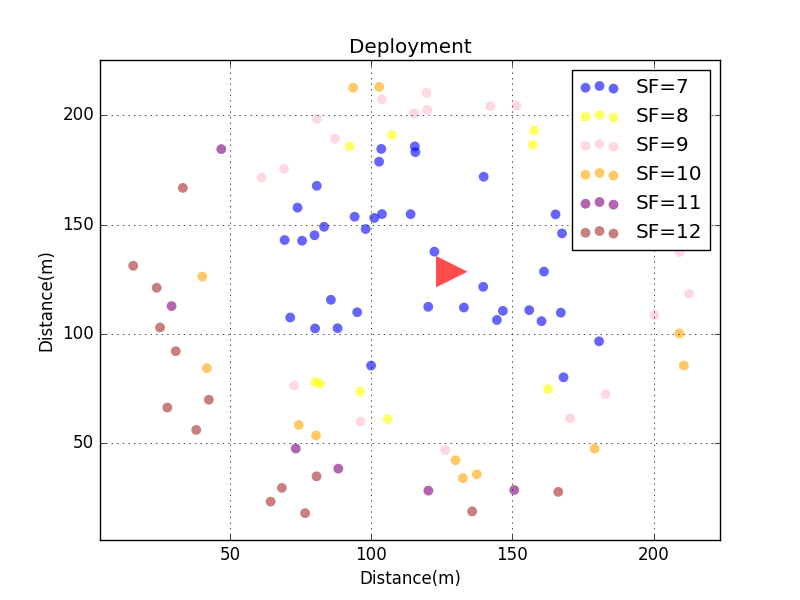 Deployment
SF=7
SF=8
SF=9
SF=10
SF=11
SF=12
200
150
100
50
Distance(m)
50 100 150 200
Distance(m)